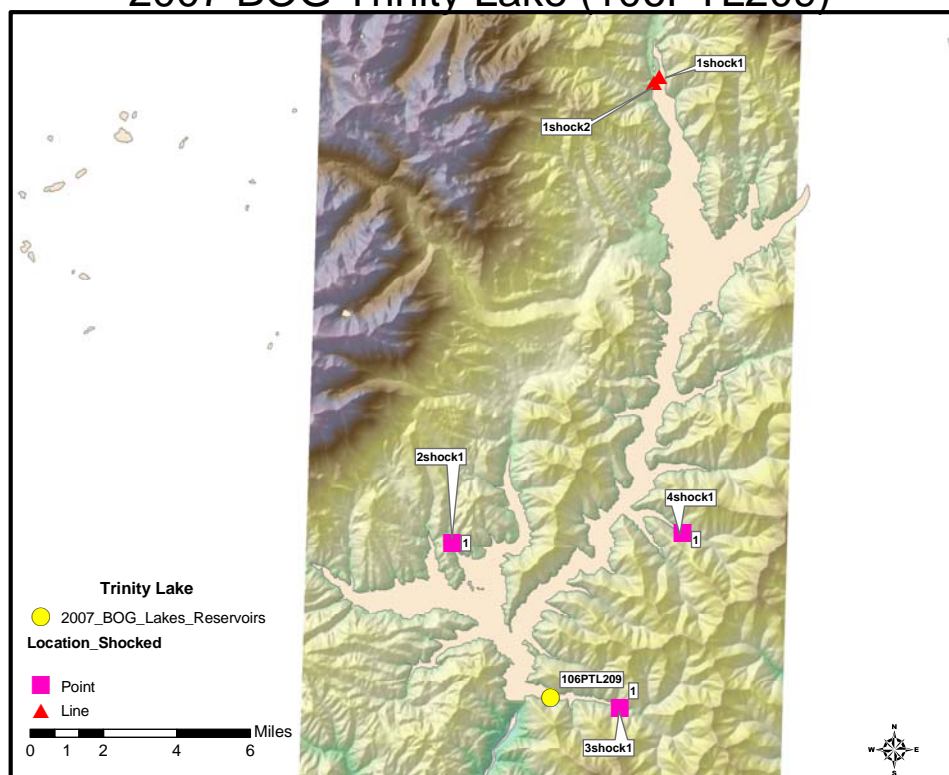 2007 BOG Trinity Lake (106PTL209)
1shock1
1shock2
2shock1
1
4shock1
1
106PTL209
1
3shock1
Trinity Lake
2007_BOG_Lakes_Reservoirs
Location_Shocked
Point
Line
Miles
0 1 2 4 6
N
W E
S